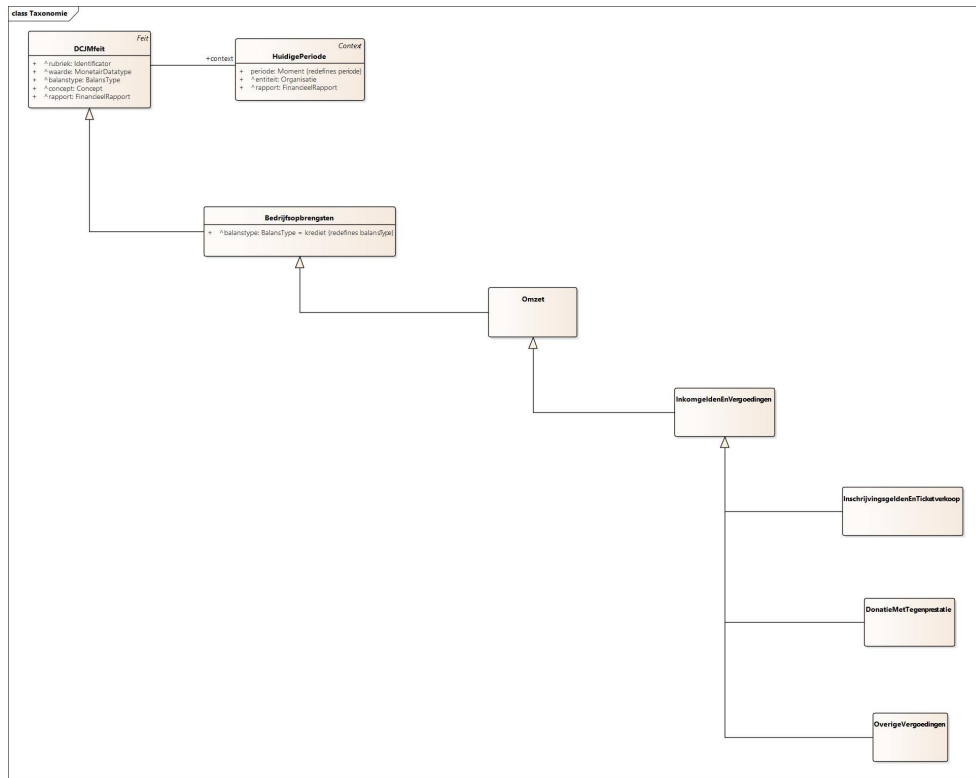 class Taxonomie
Feit
DCJMfeit
+ ^rubriek: Identificator
+ ^waarde: MonetairDatatype
+ ^balanstype: BalansType
+ ^concept: Concept
+ ^rapport: FinancieelRapport
+context
Context
HuidigePeriode
+ periode: Moment {redefines periode}
+ ^entiteit: Organisatie
+ ^rapport: FinancieelRapport
Bedrijfsopbrengsten
+ ^balanstype: BalansType = krediet {redefines balansType}
Omzet
InkomgeldenEnVergoedingen
InschrijvingsgeldenEnTicketverkoop
DonatieMetTegenprestatie
OverigeVergoedingen